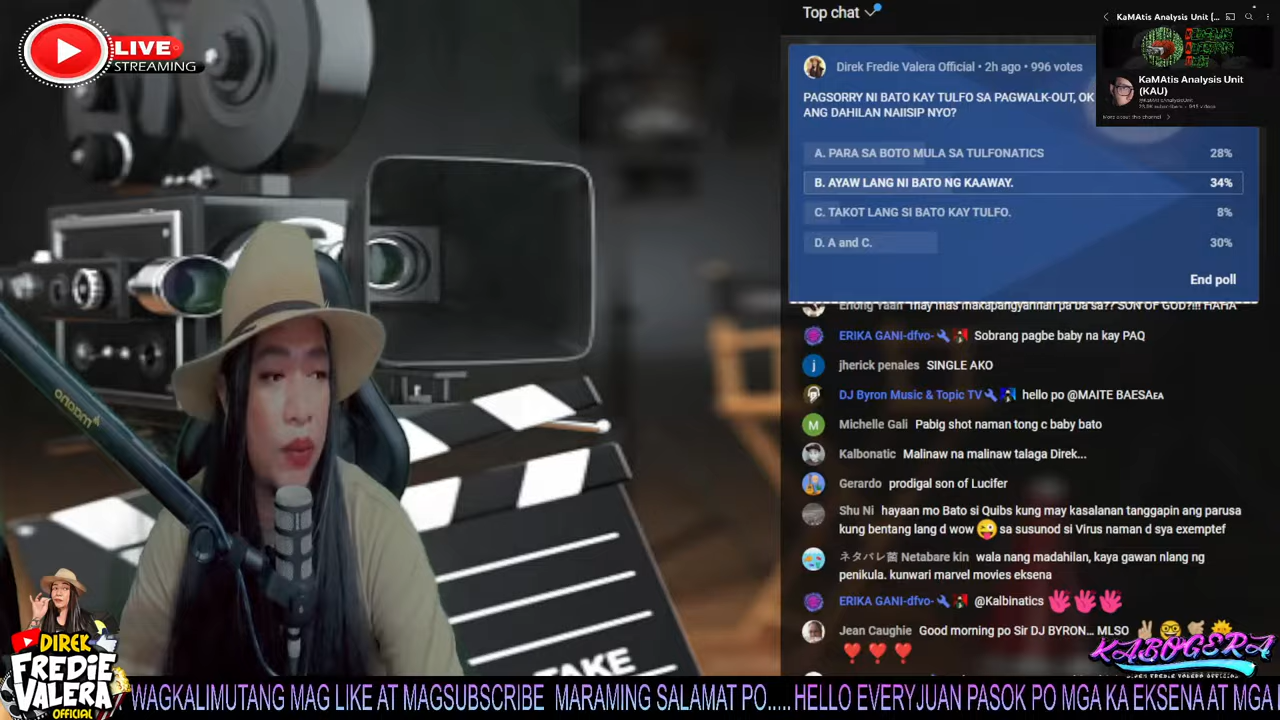 LIVE
STREAMING
Top chat
KaMAtis Analysis Unit (...
KaMAtis Analysis Unit
(KAU)
More about this channel
Direk Fredie Valera Official • 2h ago • 996 votes
PAGSORRY NI BATO KAY TULFO SA PAGWALK-OUT, OK
ANG DAHILAN NAIISIP NYO?
A. PARA SA BOTO MULA SA TULFONATICS 28%
B. AYAW LANG NI BATO NG KAAWAY. 34%
C. TAKOT LANG SI BATO KAY TULFO. 8%
D. A and C. 30%
End poll
ERIKA GANI-dfvo- Sobrang pagbe baby na kay PAQ
j jherick penales SINGLE AKO
DJ Byron Music & Topic TV hello po @MAITE BAESAEA
M Michelle Gali Pabig shot naman tong c baby bato
Kalbonatic Malinaw na malinaw talaga Direk...
Gerardo prodigal son of Lucifer
Shu Ni hayaan mo Bato si Quibs kung may kasalanan tanggapin ang parusa
kung bentang lang d wow 😜 sa susunod si Virus naman d sya exemptef
ネタバレ菌 Netabare kin wala nang madahilan, kaya gawan nlang ng
penikula. kunwari marvel movies eksena
ERIKA GANI-dfvo- @Kalbinatics
Jean Caughie Good morning po Sir DJ BYRON... MLSO
❤️❤️❤️
maono
TAKE
DIREK
FREDIE
VALERA
OFFICIAL
KABOGERA
WAGKALIMUTANG MAG LIKE AT MAGSUBSCRIBE MARAMING SALAMAT PO..... HELLO EVERYJUAN PASOK PO MGA KA EKSENA AT MGA